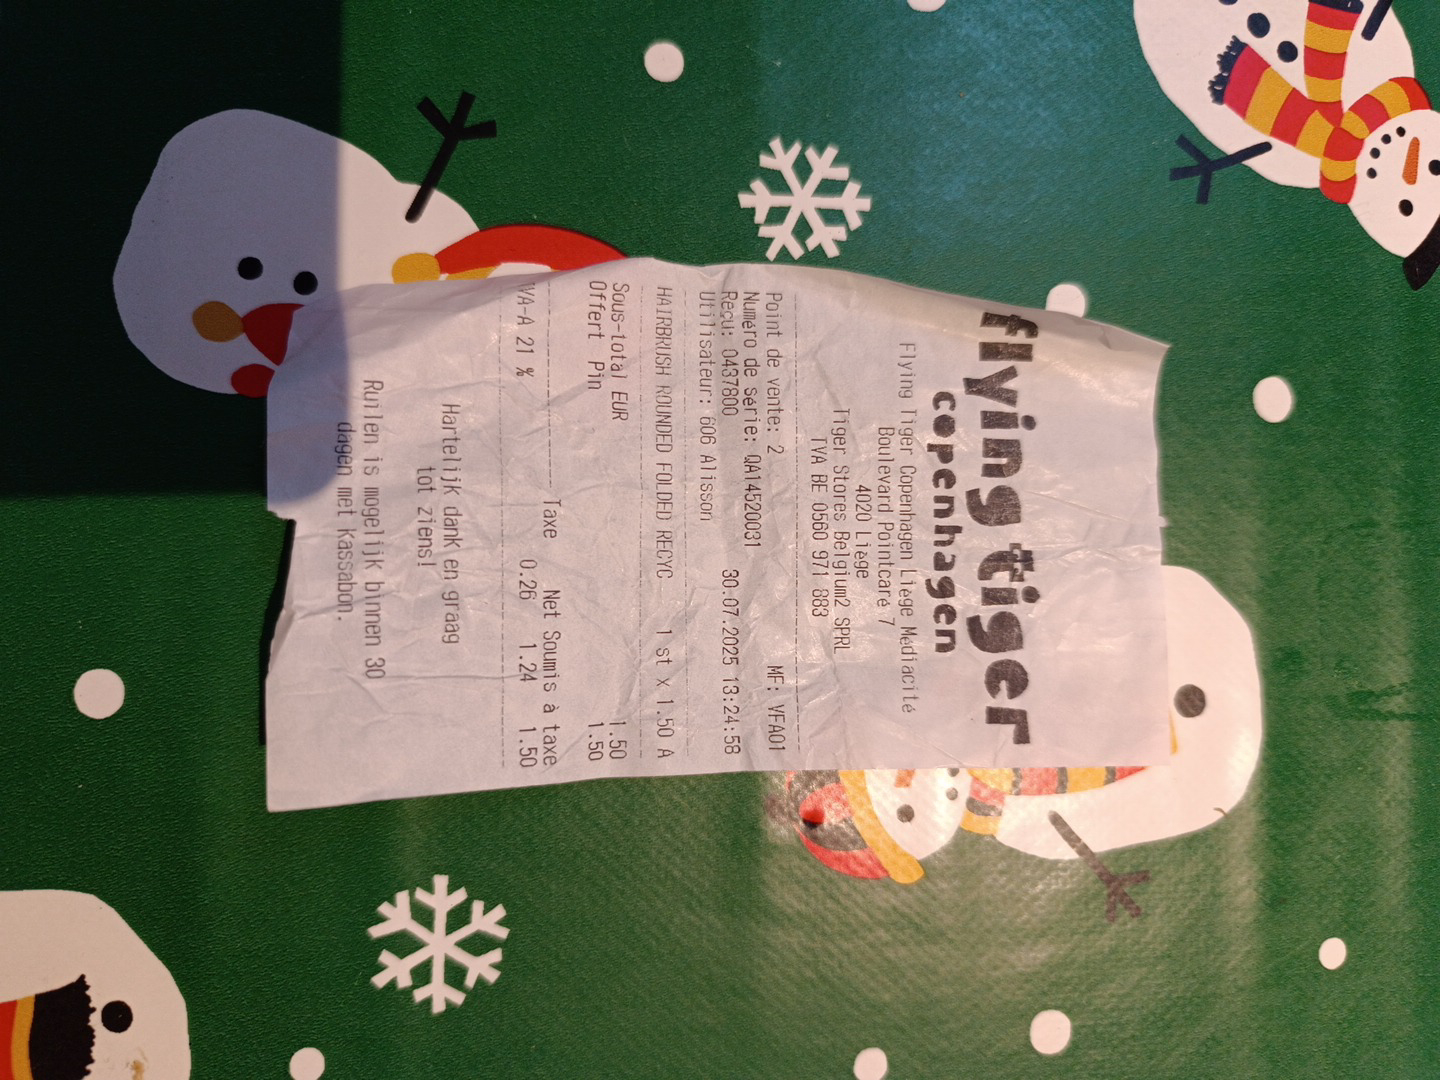 flying tiger
copenhagen
Flying Tiger Copenhagen Liège Médiacité
Boulevard Pointcaré 7
4020 Liège
Tiger Stores Belgium2 SPRL
TVA BE 0560 971 883
Point de vente: 2 MF: VFA01
Numéro de série: QA14520031
Reçu: 0437800 30.07.2025 13:24:58
Utilisateur: 606 Alisson
HAIRBRUSH ROUNDED FOLDED RECYC 1 st x 1.50 A
Sous-total EUR 1.50
Offert Pin 1.50
Taxe Net Soumis à taxe
VA-A 21 % 0.26 1.24 1.50
Hartelijk dank en graag
tot ziens!
Ruilen is mogelijk binnen 30
dagen met kassabon.